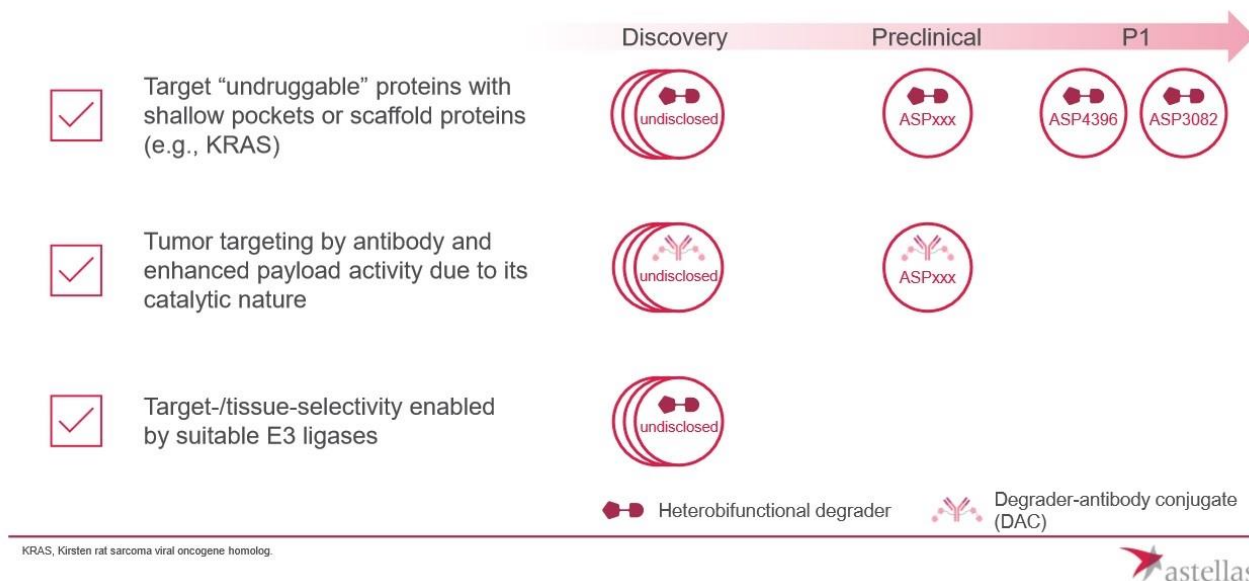 Discovery
Preclinical
P1
Target “undruggable” proteins with
shallow pockets or scaffold proteins
(e.g., KRAS)
undisclosed
ASPxxx
ASP4396
ASP3082
Tumor targeting by antibody and
enhanced payload activity due to its
catalytic nature
undisclosed
ASPxxx
Target-/tissue-selectivity enabled
by suitable E3 ligases
undisclosed
Heterobifunctional degrader
Degrader-antibody conjugate
(DAC)
KRAS, Kirsten rat sarcoma viral oncogene homolog.
astellas